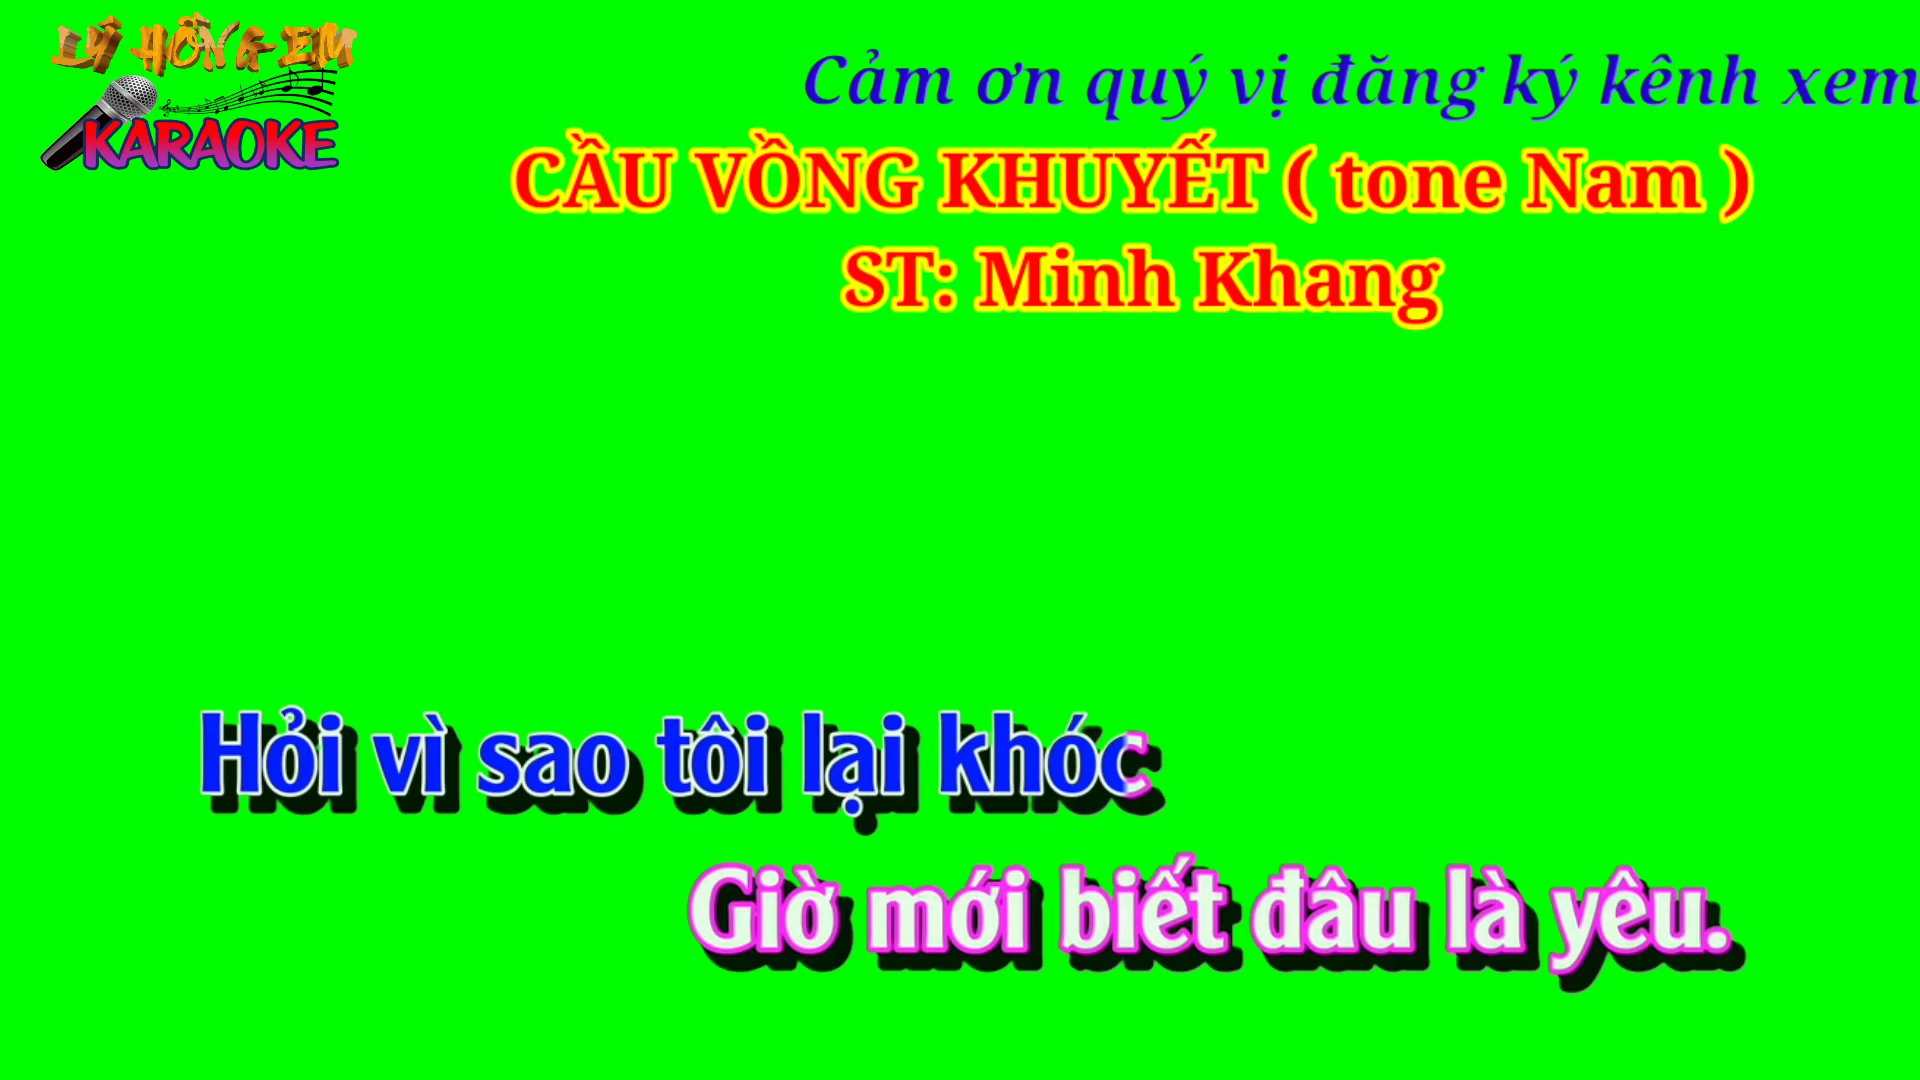 LÝ HỒNG EM
KARAOKE
Cảm ơn quý vị đăng ký kênh xem
CẦU VỒNG KHUYẾT ( tone Nam )
ST: Minh Khang
Hỏi vì sao tôi lại khóc
Giờ mới biết đâu là yêu.